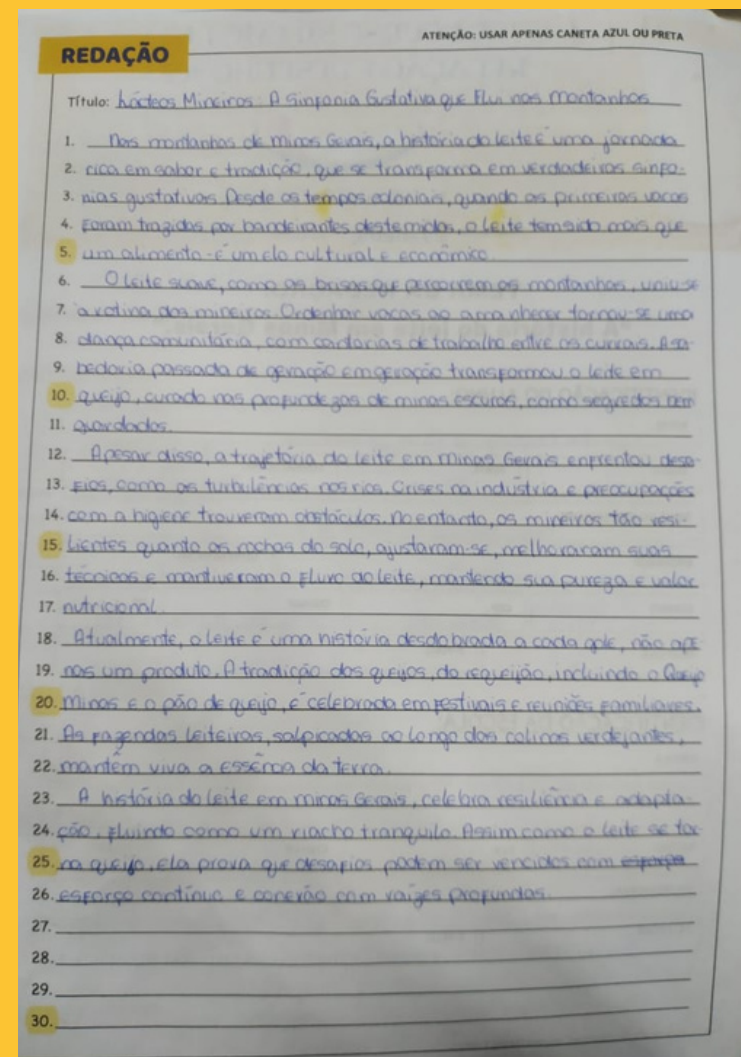 ATENÇÃO: USAR APENAS CANETA AZUL OU PRETA
REDAÇÃO
Título: Lácteos Mineiros: A Sinfonia Gustativa que Flui nas montanhas
1. Nas montanhas de minas Gerais, a história do leite é uma jornada
2. rica em sabor e tradição, que se transforma em verdadeiras sinfo-
3. nias gustativas. Desde os tempos coloniais, quando as primeiras vacas
4. foram trazidas por bandeirantes destemidos, o leite tem sido mais que
5. um alimento - é um elo cultural e econômico.
6. O leite suave, como as brisas que percorrem as montanhas, uniu-se
7. à rotina dos mineiros. Ordenhar vacas ao amanhecer tornou-se uma
8. dança comunitária, com cantorias de trabalho entre os currais. A sa-
9. bedoria passada de geração em geração transformou o leite em
10. queijo, curado nas profundezas de minas escuras, como segredos bem
11. guardados.
12. Apesar disso, a trajetória do leite em minas Gerais enfrentou desa-
13. fios, como as turbulências nos rios. Crises na indústria e preocupações
14. com a higiene trouxeram obstáculos. No entanto, os mineiros tão resi-
15. lientes quanto as rochas do solo, ajustaram-se, melhoraram suas
16. técnicas e mantiveram o fluxo do leite, mantendo sua pureza e valor
17. nutricional.
18. Atualmente, o leite é uma história desdobrada a cada gole, não ape-
19. nas um produto. A tradição dos queijos, do requeijão, incluindo o Queijo
20. Minas e o pão de queijo, é celebrada em festivais e reuniões familiares.
21. As fazendas leiteiras, salpicadas ao longo das colinas verdejantes,
22. mantêm viva a essência da terra.
23. A história do leite em minas Gerais, celebra resiliência e adapta-
24. ção, fluindo como um riacho tranquilo. Assim como o leite se tor
25. na queijo, ela prova que desafios podem ser vencidos com esforço
26. esforço contínuo e conexão com raízes profundas.
27.
28.
29.
30.